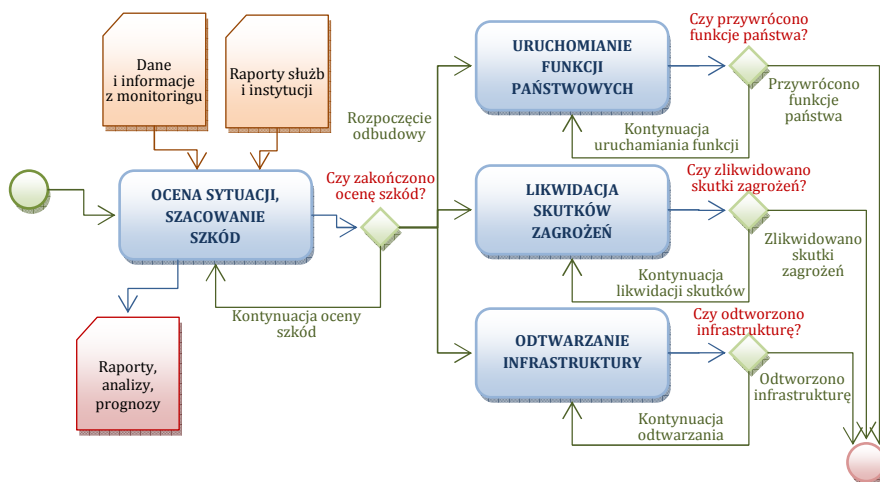 Dane
i informacje
z monitoringu
Raporty służb
i instytucji
Rozpoczęcie
odbudowy
OCENA SYTUACJI,
SZACOWANIE
SZKÓD
Czy zakończono
ocenę szkód?
Kontynuacja oceny
szkód
Raporty,
analizy,
prognozy
URUCHOMIANIE
FUNKCJI
PAŃSTWOWYCH
Czy przywrócono
funkcje państwa?
Przywrócono
funkcje
państwa
Kontynuacja
uruchamiania funkcji
LIKWIDACJA
SKUTKÓW
ZAGROŻEŃ
Czy zlikwidowano
skutki zagrożeń?
Zlikwidowano
skutki
zagrożeń
Kontynuacja
likwidacji skutków
ODTWARZANIE
INFRASTRUKTURY
Czy odtworzono
infrastrukturę?
Odtworzono
infrastrukturę
Kontynuacja
odtwarzania